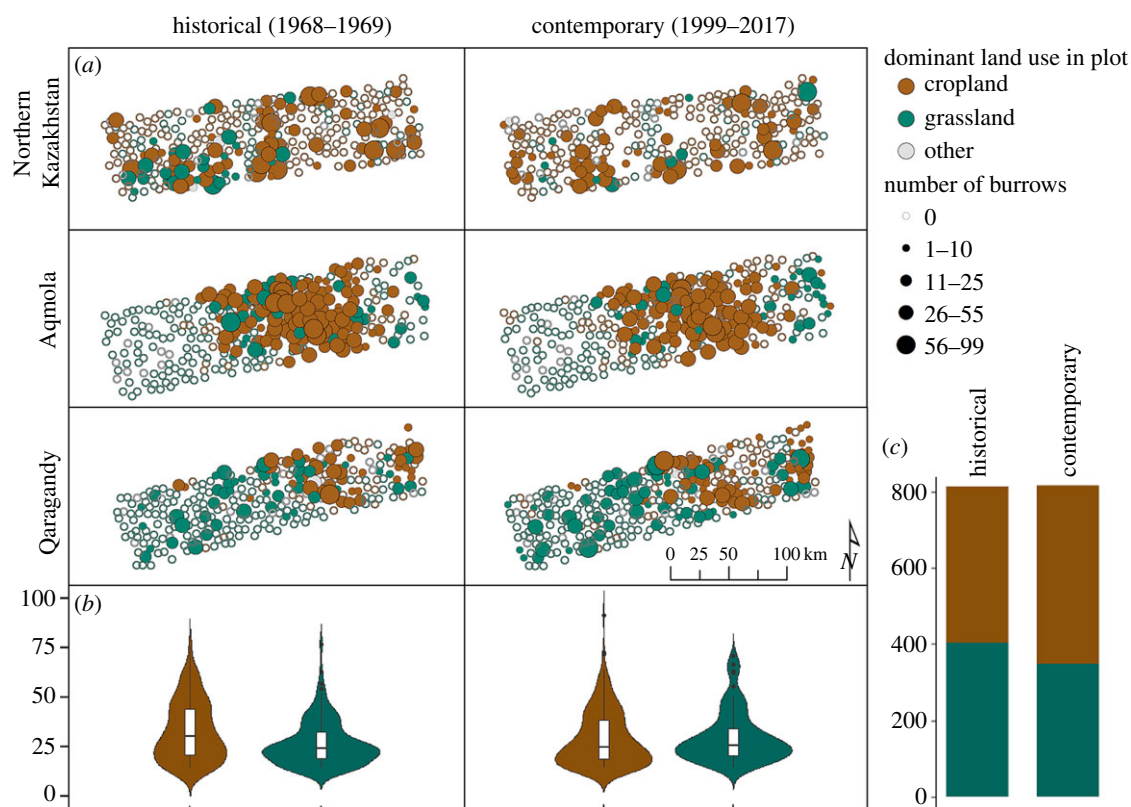 historical (1968–1969)
contemporary (1999–2017)
(a)
Northern
Kazakhstan
Aqmola
Qaragandy
0 25 50 100 km
N
dominant land use in plot
cropland
grassland
other
number of burrows
0
1–10
11–25
26–55
56–99
(b)
100
75
50
25
0
(c)
historical
contemporary
800
600
400
200
0